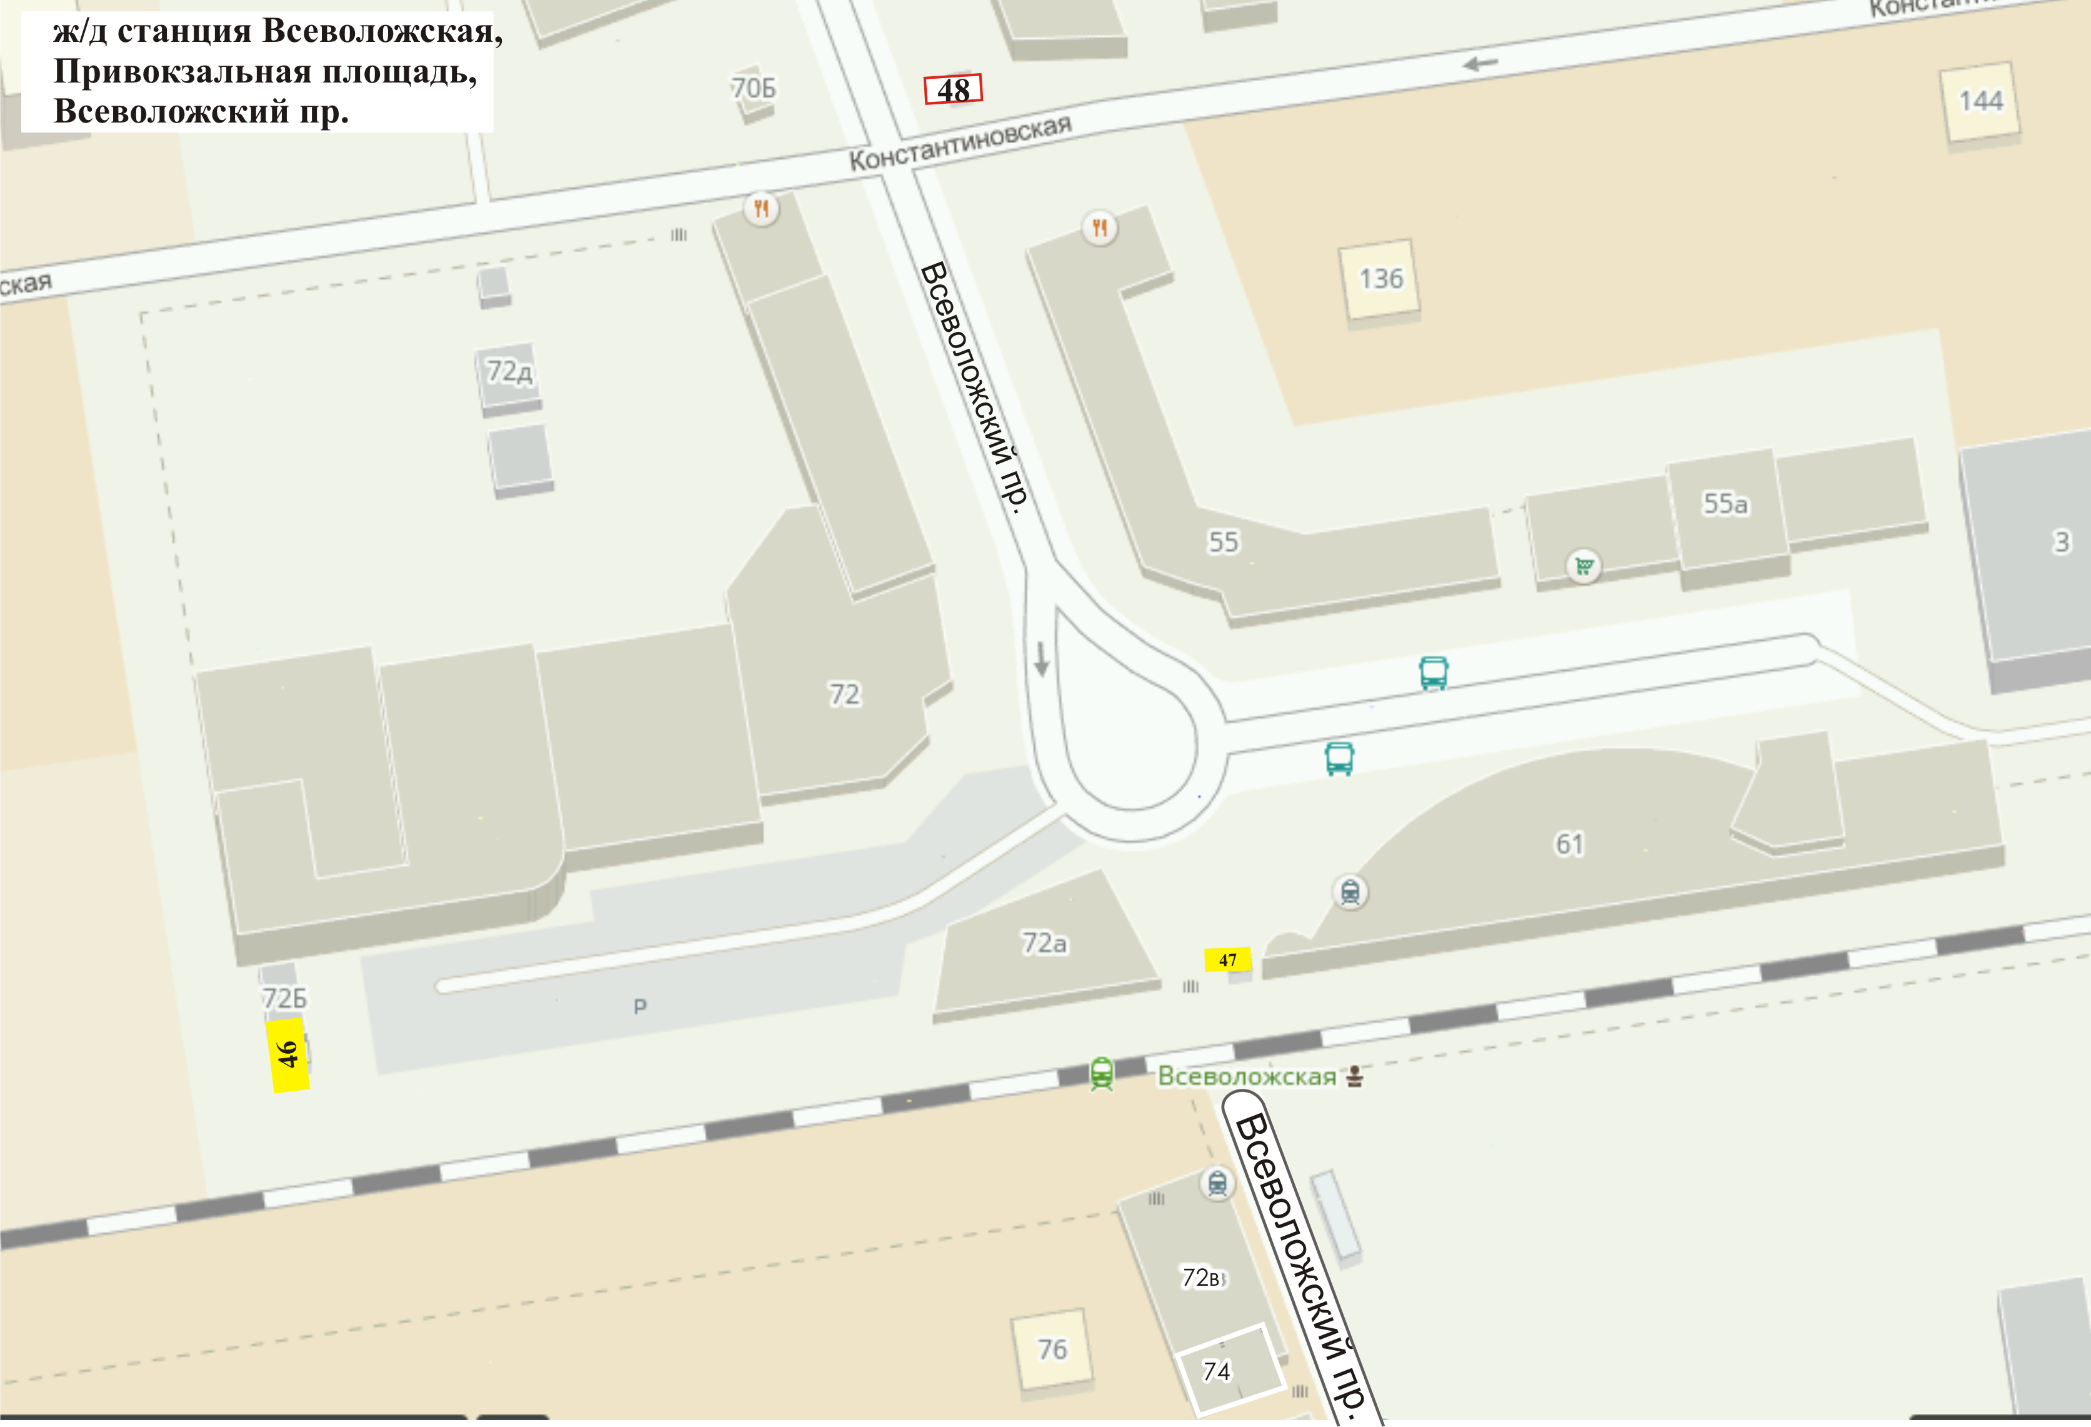 ж/д станция Всеволожская,
Привокзальная площадь,
Всеволожский пр.
70Б
48
Константиновская
144
ская
136
Всеволожский пр.
72д
55
55а
3
72
61
72а
47
72Б
46
P
Всеволожская
Всеволожский пр.
72в
76
74